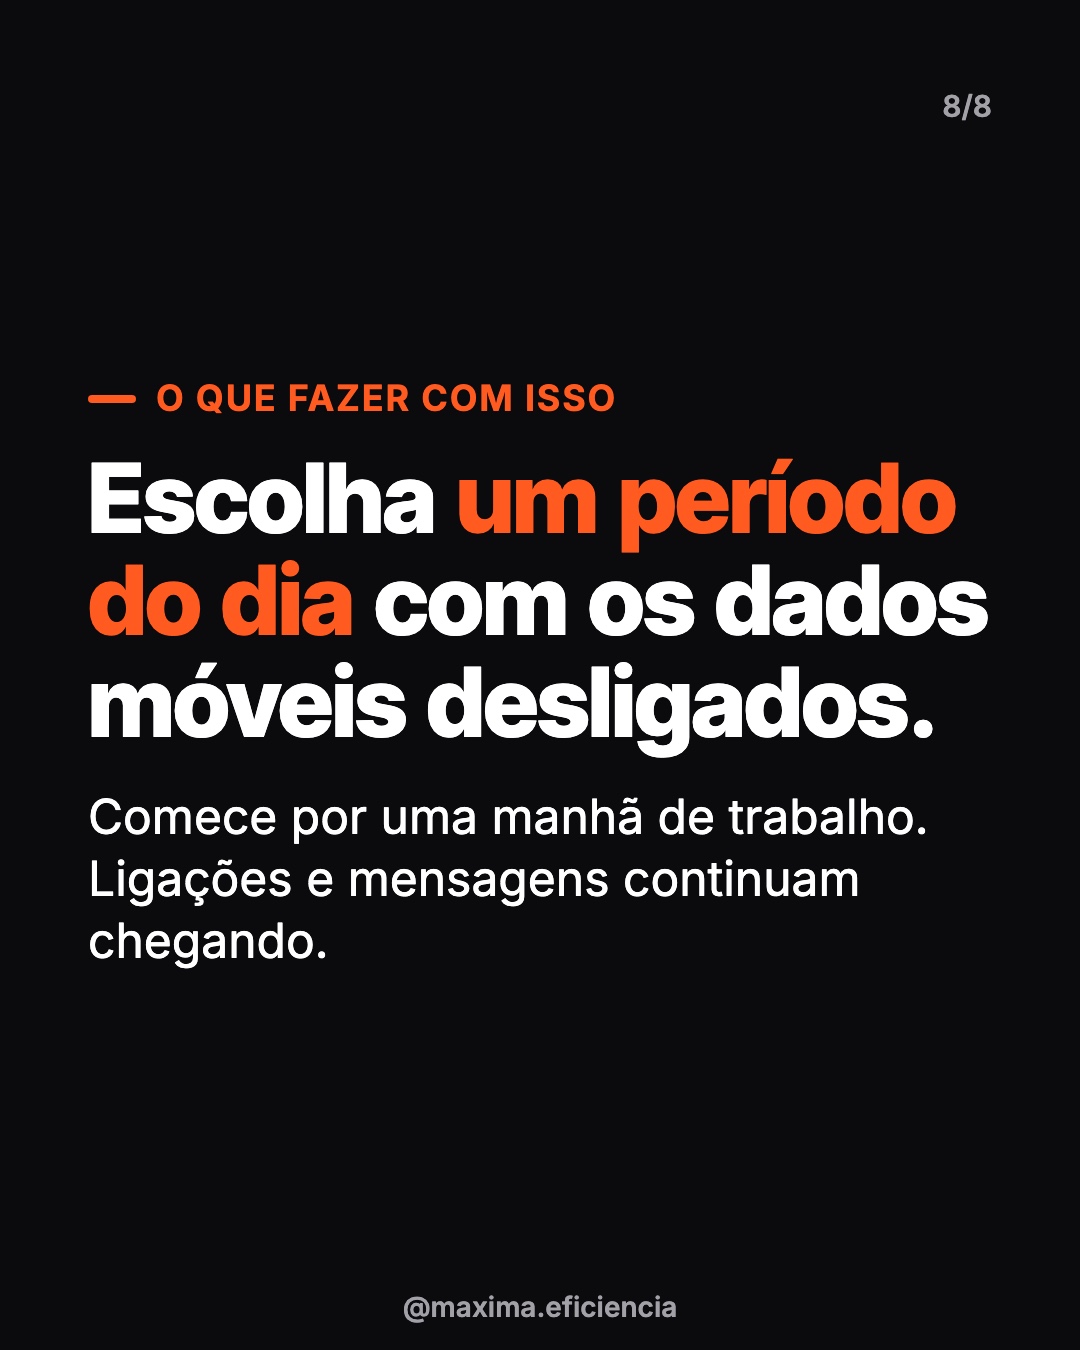 8/8
O QUE FAZER COM ISSO
Escolha um período
do dia com os dados
móveis desligados.
Comece por uma manhã de trabalho.
Ligações e mensagens continuam
chegando.
@maxima.eficiencia